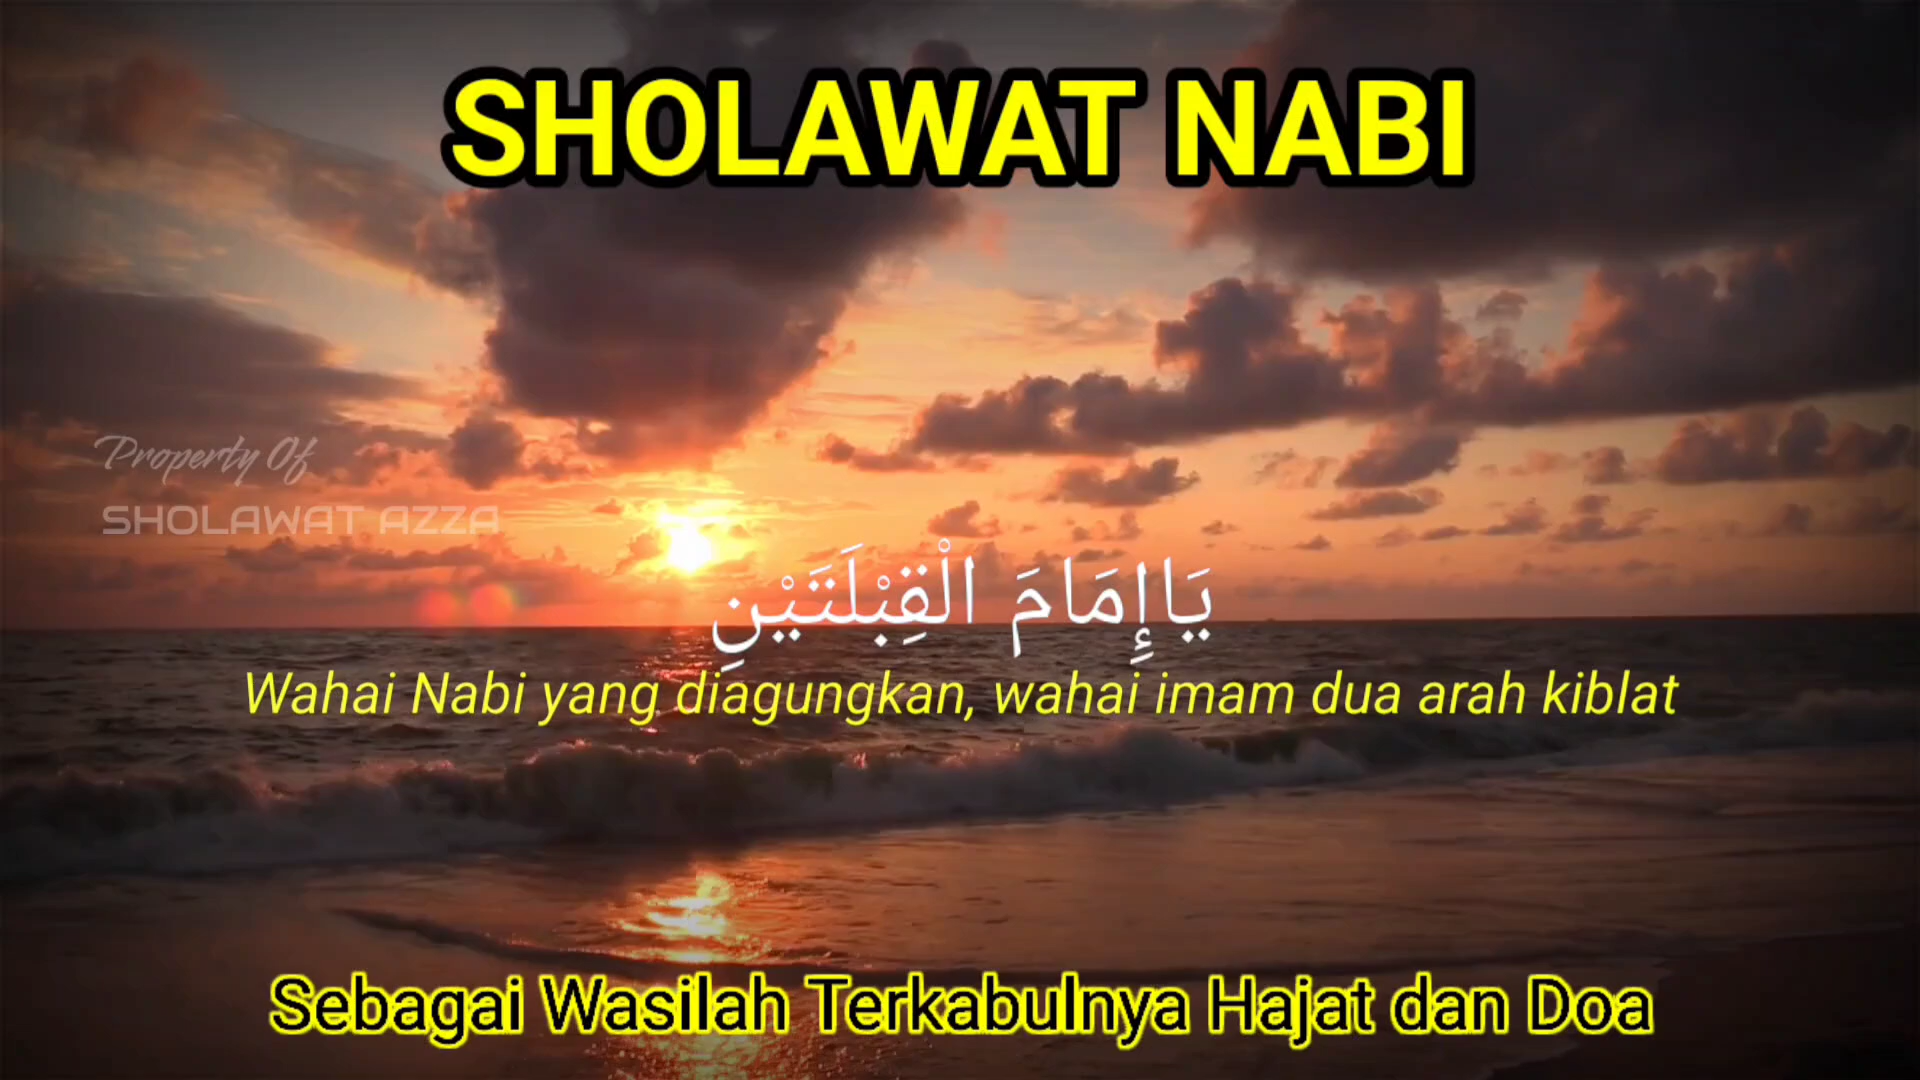 SHOLAWAT NABI
Property Of
SHOLAWAT AZZA
يَاإِمَامَ الْقِبْلَتَيْنِ
Wahai Nabi yang diagungkan, wahai imam dua arah kiblat
Sebagai Wasilah Terkabulnya Hajat dan Doa